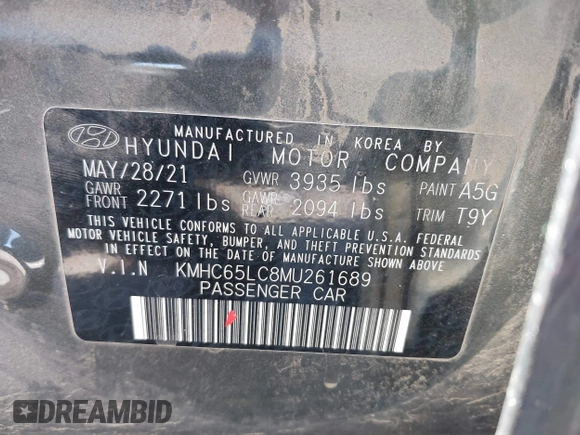 MANUFACTURED IN KOREA BY
HYUNDAI MOTOR COMPANY
MAY/28/21 GVWR 3935 lbs PAINT A5G
GAWR FRONT 2271 lbs GAWR REAR 2094 lbs TRIM T9Y
THIS VEHICLE CONFORMS TO ALL APPLICABLE U.S.A. FEDERAL
MOTOR VEHICLE SAFETY, BUMPER, AND THEFT PREVENTION STANDARDS
IN EFFECT ON THE DATE OF MANUFACTURE SHOWN ABOVE.
V.I.N KMHC65LC8MU261689
PASSENGER CAR
DREAMBID